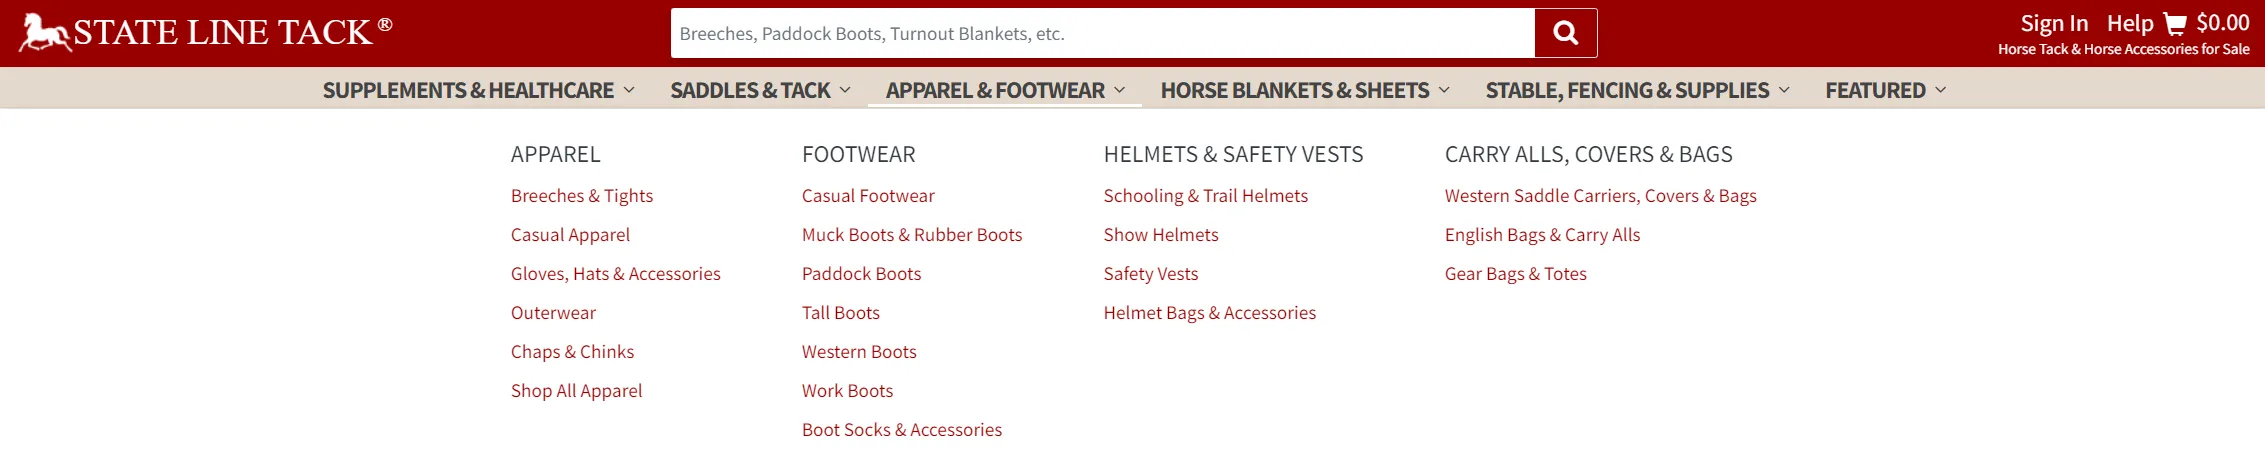 STATE LINE TACK®
Breeches, Paddock Boots, Turnout Blankets, etc.
Sign In Help $0.00
Horse Tack & Horse Accessories for Sale
SUPPLEMENTS & HEALTHCARE SADDLES & TACK APPAREL & FOOTWEAR HORSE BLANKETS & SHEETS STABLE, FENCING & SUPPLIES FEATURED
APPAREL
Breeches & Tights
Casual Apparel
Gloves, Hats & Accessories
Outerwear
Chaps & Chinks
Shop All Apparel
FOOTWEAR
Casual Footwear
Muck Boots & Rubber Boots
Paddock Boots
Tall Boots
Western Boots
Work Boots
Boot Socks & Accessories
HELMETS & SAFETY VESTS
Schooling & Trail Helmets
Show Helmets
Safety Vests
Helmet Bags & Accessories
CARRY ALLS, COVERS & BAGS
Western Saddle Carriers, Covers & Bags
English Bags & Carry Alls
Gear Bags & Totes